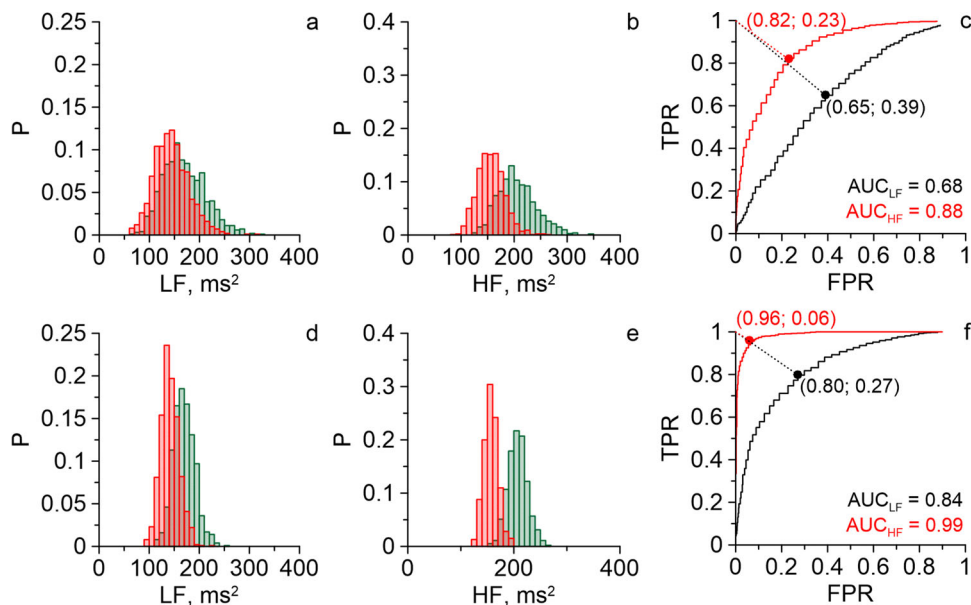 a
0.25
0.2
0.15
0.1
0.05
0
P
0 100 200 300 400
LF, ms²
b
0.4
0.3
0.2
0.1
0
P
0 100 200 300 400
HF, ms²
c
(0.82; 0.23)
(0.65; 0.39)
1
0.8
0.6
0.4
0.2
0
TPR
AUC_LF = 0.68
AUC_HF = 0.88
0 0.2 0.4 0.6 0.8 1
FPR
d
0.25
0.2
0.15
0.1
0.05
0
P
0 100 200 300 400
LF, ms²
e
0.4
0.3
0.2
0.1
0
P
0 200 400
HF, ms²
f
(0.96; 0.06)
(0.80; 0.27)
1
0.8
0.6
0.4
0.2
0
TPR
AUC_LF = 0.84
AUC_HF = 0.99
0 0.2 0.4 0.6 0.8 1
FPR